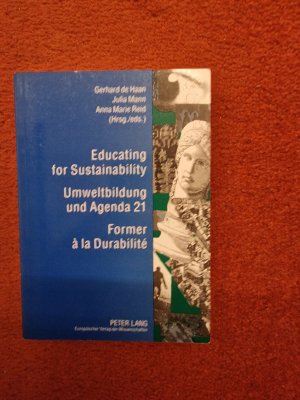 Gerhard de Haan
Julia Mann
Anna Marie Reid
(Hrsg./eds.)
Educating
for Sustainability
Umweltbildung
und Agenda 21
Former
à la Durabilité
PETER LANG
Europäischer Verlag der Wissenschaften